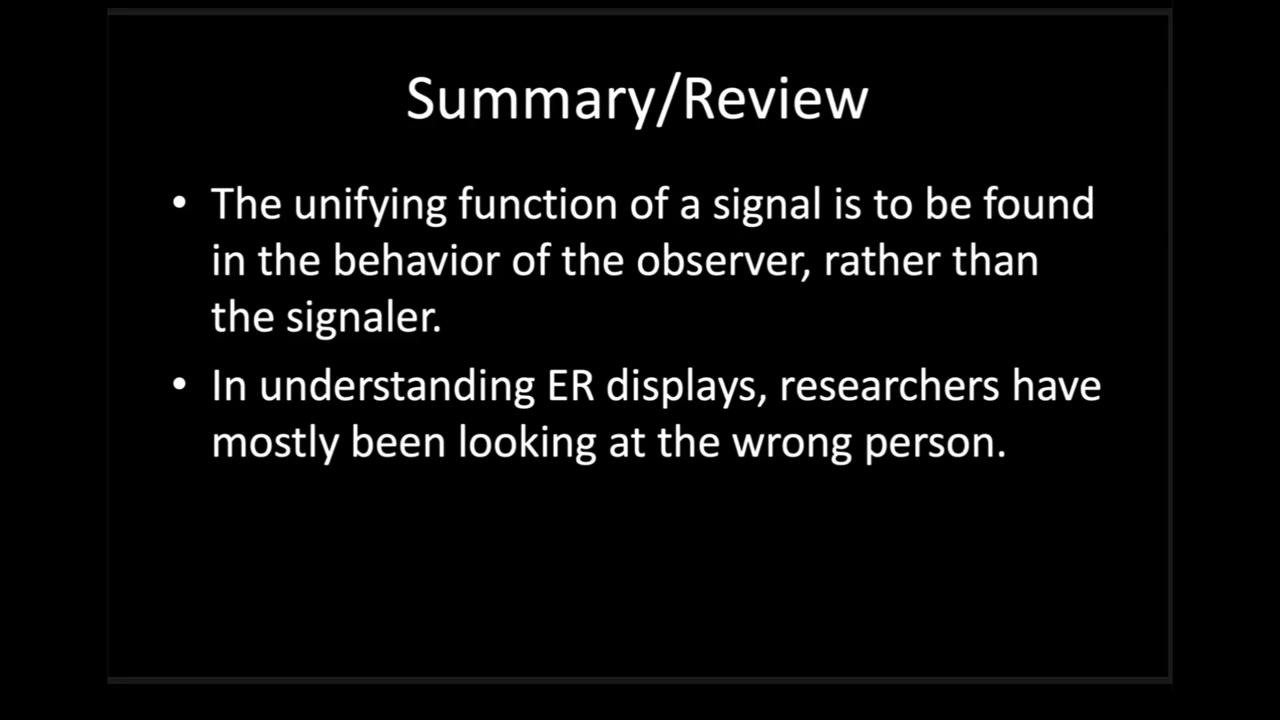 Summary/Review
• The unifying function of a signal is to be found
in the behavior of the observer, rather than
the signaler.
• In understanding ER displays, researchers have
mostly been looking at the wrong person.